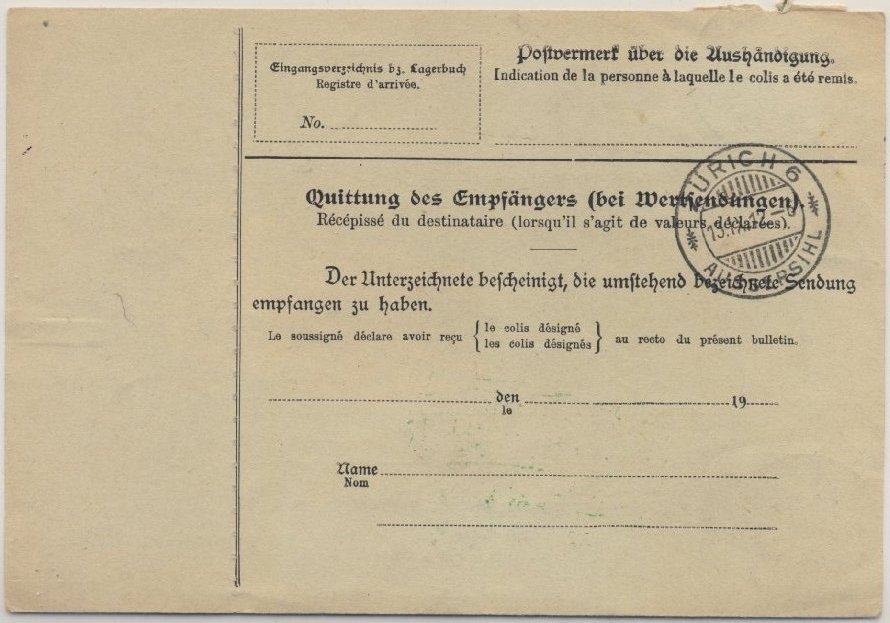 Eingangsverzeichnis bz. Lagerbuch
Registre d'arrivée.
No.
Postvermerk über die Aushändigung.
Indication de la personne à laquelle le colis a été remis.
ZÜRICH 6
AUSSERSIHL
Quittung des Empfängers (bei Wertsendungen).
Récépissé du destinataire (lorsqu'il s'agit de valeurs déclarées).
Der Unterzeichnete bescheinigt, die umstehend bezeichnete Sendung
empfangen zu haben.
Le soussigné déclare avoir reçu { le colis désigné
les colis désignés } au recto du présent bulletin.
den 19
le
Name
Nom